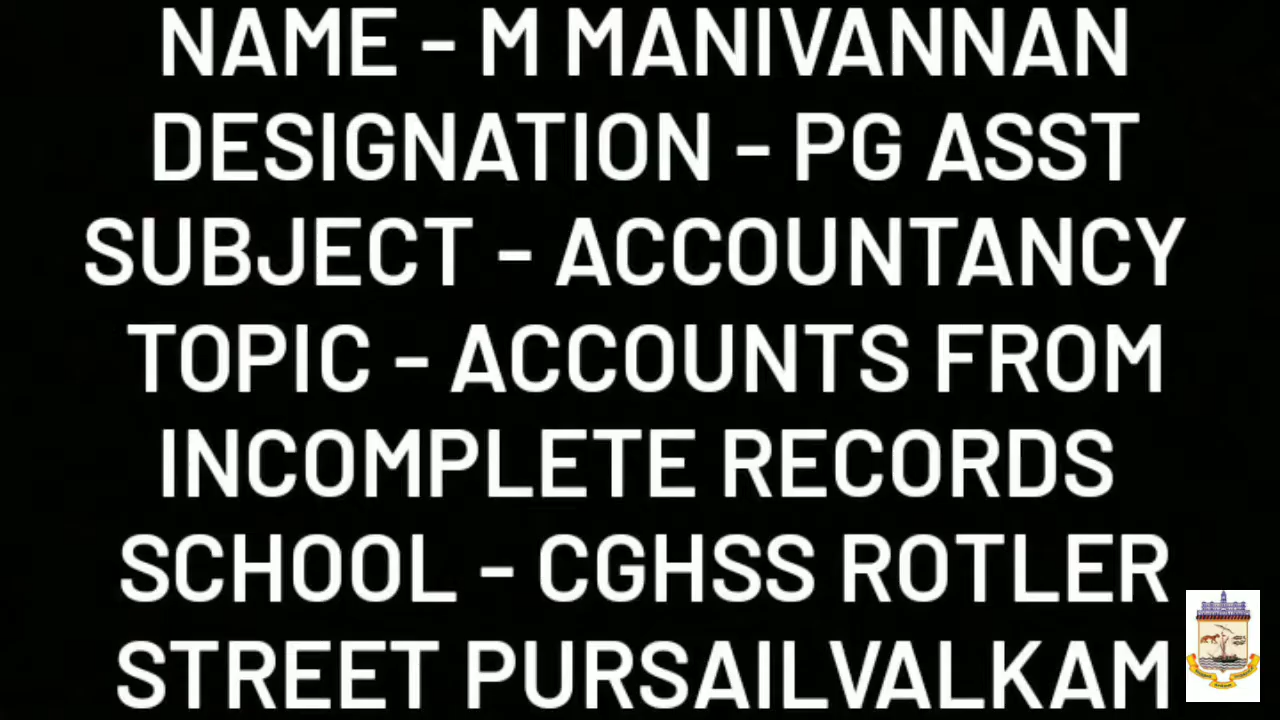 NAME - M MANIVANNAN
DESIGNATION - PG ASST
SUBJECT - ACCOUNTANCY
TOPIC - ACCOUNTS FROM
INCOMPLETE RECORDS
SCHOOL - CGHSS ROTLER
STREET PURSAILVALKAM